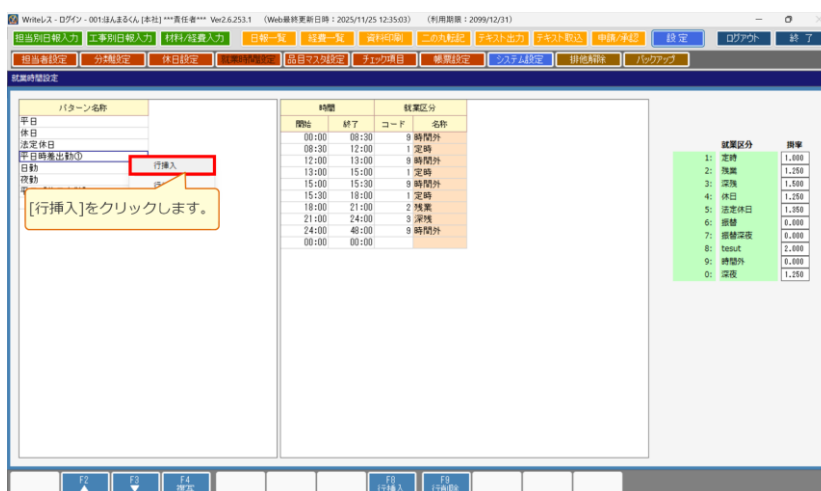 WriteLス - ログイン - 001:ほんまるくん [本社] ***責任者*** Ver2.6.253.1 （Web最終更新日時：2025/11/25 12:35:03） （利用期限：2099/12/31）
担当別日報入力 工事別日報入力 材料/経費入力 日報一覧 経費一覧 資料印刷 二の丸転記 テキスト出力 テキスト取込 申請/承認 設 定 ログアウト 終 了
担当者設定 分類設定 休日設定 就業時間設定 品目マスタ設定 チェック項目 帳票設定 システム設定 排他解除 バックアップ
就業時間設定
パターン名称
平日
休日
法定休日
平日時差出勤①
日勤
夜勤
行挿入
[行挿入]をクリックします。
時間 就業区分
開始 終了 コード 名称
00:00 08:30 9 時間外
08:30 12:00 1 定時
12:00 13:00 9 時間外
13:00 15:00 1 定時
15:00 15:30 9 時間外
15:30 18:00 1 定時
18:00 21:00 2 残業
21:00 24:00 3 深残
24:00 48:00 9 時間外
00:00 00:00
就業区分 掛率
1: 定時 1.000
2: 残業 1.250
3: 深残 1.500
4: 休日 1.250
5: 法定休日 1.350
6: 振替 0.000
7: 振替深夜 0.000
8: tesut 2.000
9: 時間外 0.000
0: 深夜 1.250
F2 F3 F4 F8 F9
▲ ▼ 複写 行挿入 行削除